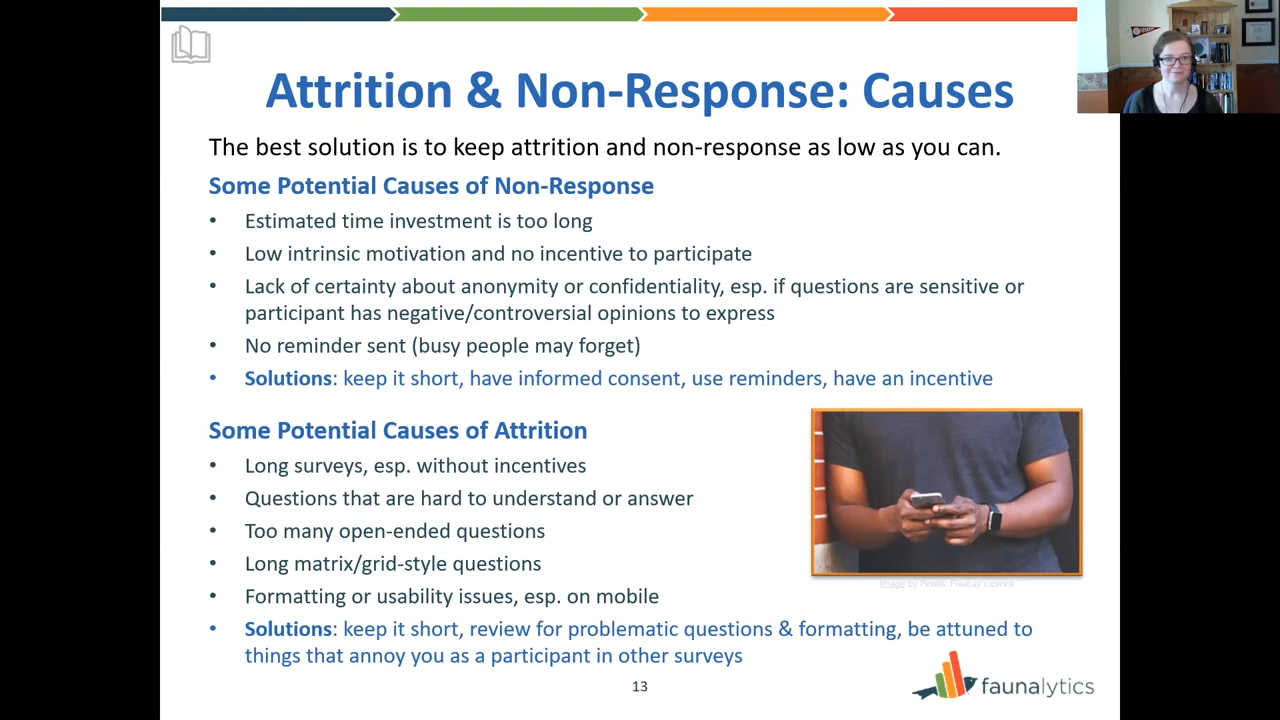 Attrition & Non-Response: Causes
The best solution is to keep attrition and non-response as low as you can.
Some Potential Causes of Non-Response
• Estimated time investment is too long
• Low intrinsic motivation and no incentive to participate
• Lack of certainty about anonymity or confidentiality, esp. if questions are sensitive or
participant has negative/controversial opinions to express
• No reminder sent (busy people may forget)
• Solutions: keep it short, have informed consent, use reminders, have an incentive
Some Potential Causes of Attrition
• Long surveys, esp. without incentives
• Questions that are hard to understand or answer
• Too many open-ended questions
• Long matrix/grid-style questions
• Formatting or usability issues, esp. on mobile
• Solutions: keep it short, review for problematic questions & formatting, be attuned to
things that annoy you as a participant in other surveys
Image by Pexels, Pixabay Licence
13
faunalytics